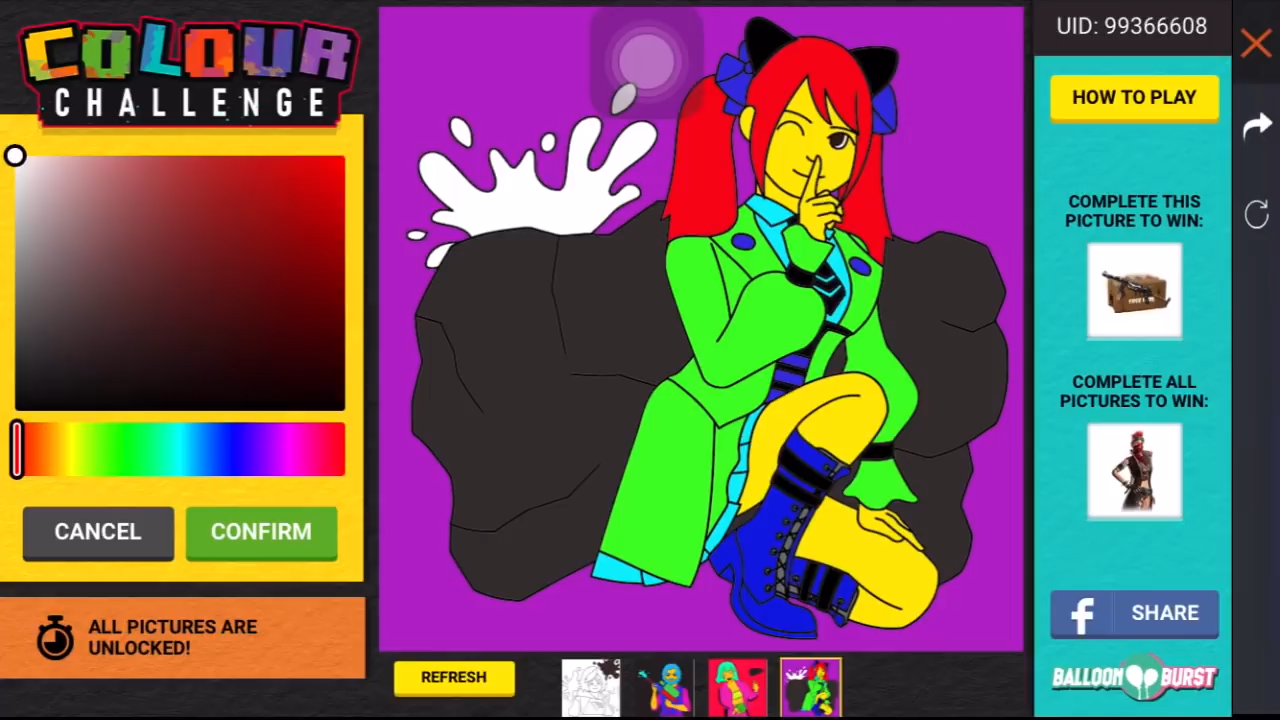 COLOUR
CHALLENGE
CANCEL
CONFIRM
ALL PICTURES ARE
UNLOCKED!
REFRESH
UID: 99366608
HOW TO PLAY
COMPLETE THIS
PICTURE TO WIN:
COMPLETE ALL
PICTURES TO WIN:
f SHARE
BALLOON BURST